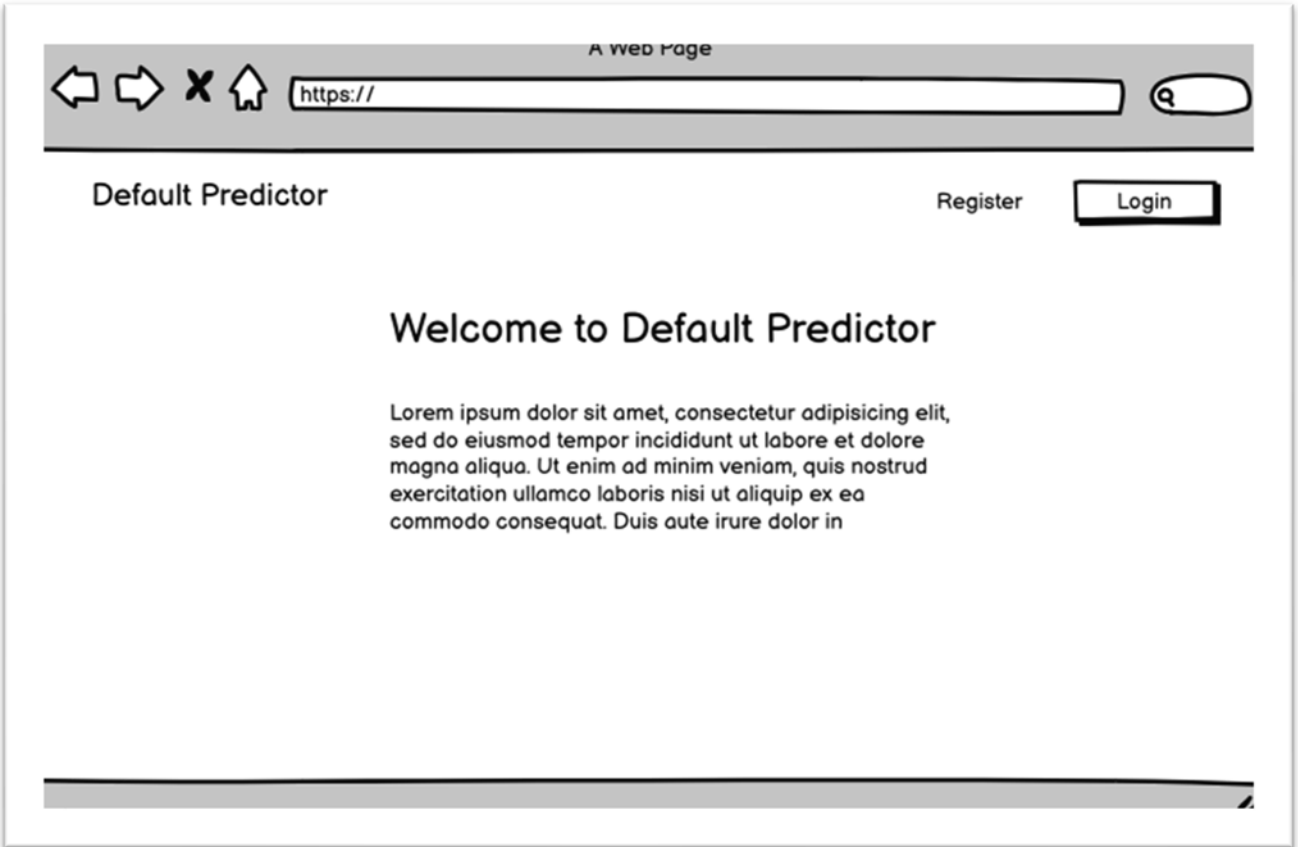 A Web Page
https://
Default Predictor
Register
Login
Welcome to Default Predictor
Lorem ipsum dolor sit amet, consectetur adipisicing elit,
sed do eiusmod tempor incididunt ut labore et dolore
magna aliqua. Ut enim ad minim veniam, quis nostrud
exercitation ullamco laboris nisi ut aliquip ex ea
commodo consequat. Duis aute irure dolor in